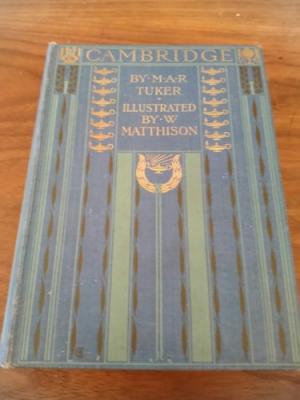 CAMBRIDGE
BY·M·A·R
TUKER
ILLUSTRATED
BY·W
MATTHISON